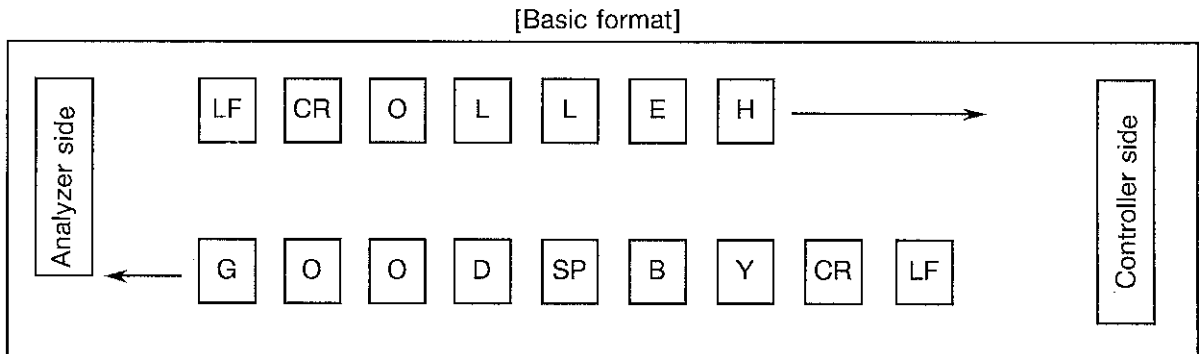 [Basic format]
Analyzer side
LF CR O L L E H
Controller side
G O O D SP B Y CR LF